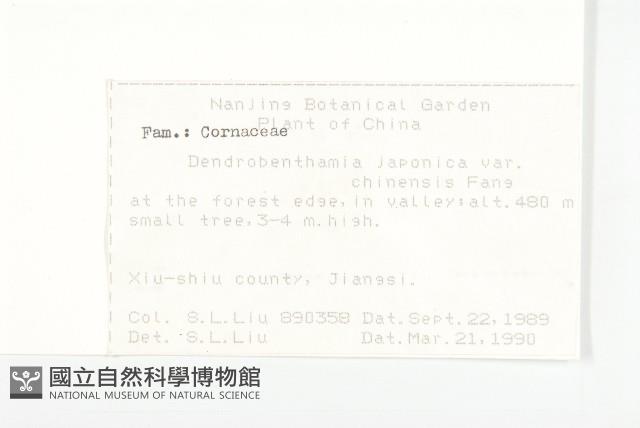 NanJing Botanical Garden
Plant of China
Fam.: Cornaceae
Dendrobenthamia Japonica var.
chinensis Fang
at the forest edge, in valley; alt. 480 m
small tree, 3-4 m. high.
Xiu-shiu county, Jiangsi.
Col. S.L.Liu 890358 Dat. Sept. 22, 1989
Det. S.L.Liu Dat. Mar. 21, 1990
國立自然科學博物館
NATIONAL MUSEUM OF NATURAL SCIENCE